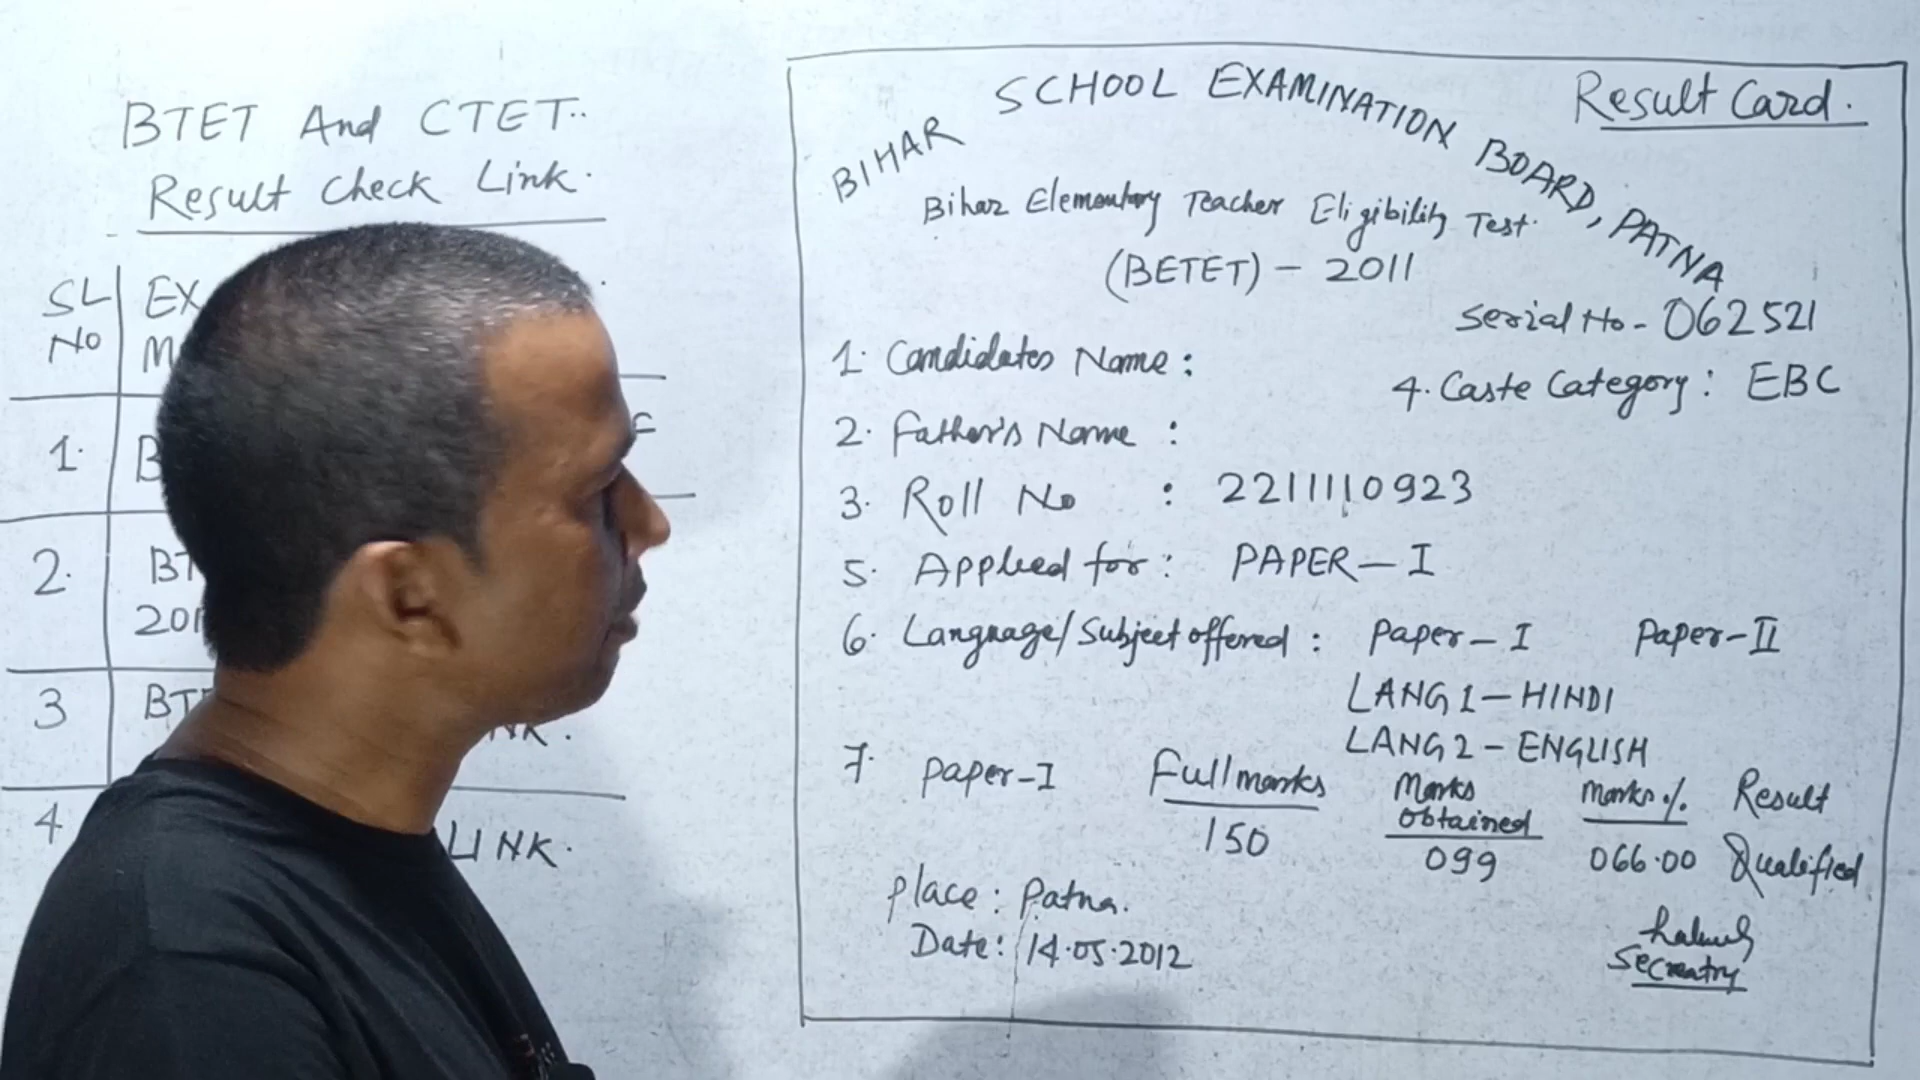 BTET And CTET..
Result Check Link.
SL
No
EX
1.
B
2.
BT
201
3
BT
4
LINK.
Result Card.
BIHAR SCHOOL EXAMINATION BOARD, PATNA
Bihar Elementary Teacher Eligibility Test.
(BETET) - 2011
Serial No - 062521
1. Candidates Name :
4. Caste Category : EBC
2. Father's Name :
3. Roll No : 2211110923
5. Applied for : PAPER - I
6. Language/Subject offered : Paper - I Paper - II
LANG 1 - HINDI
LANG 2 - ENGLISH
7. Paper-I Full marks Marks obtained marks % Result
150 099 066.00 Qualified
Place : Patna.
Date : 14.05.2012
Secreatry